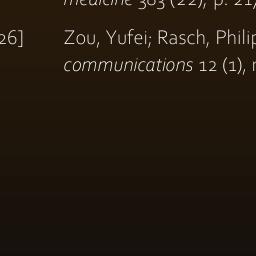 medicine 383 (22), p. 21
26] Zou, Yufei; Rasch, Philip
communications 12 (1),